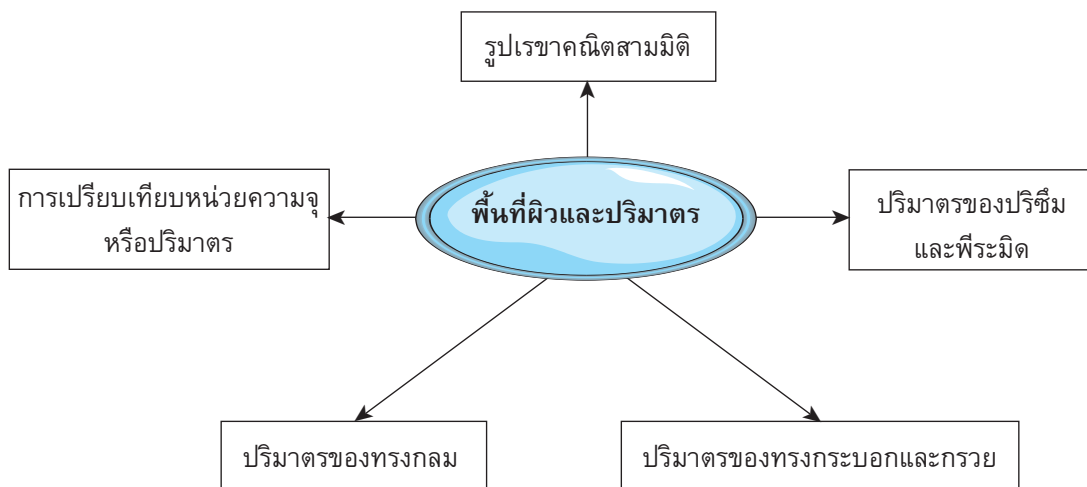 รูปเรขาคณิตสามมิติ
การเปรียบเทียบหน่วยความจุ
หรือปริมาตร
พื้นที่ผิวและปริมาตร
ปริมาตรของปริซึม
และพีระมิด
ปริมาตรของทรงกลม
ปริมาตรของทรงกระบอกและกรวย